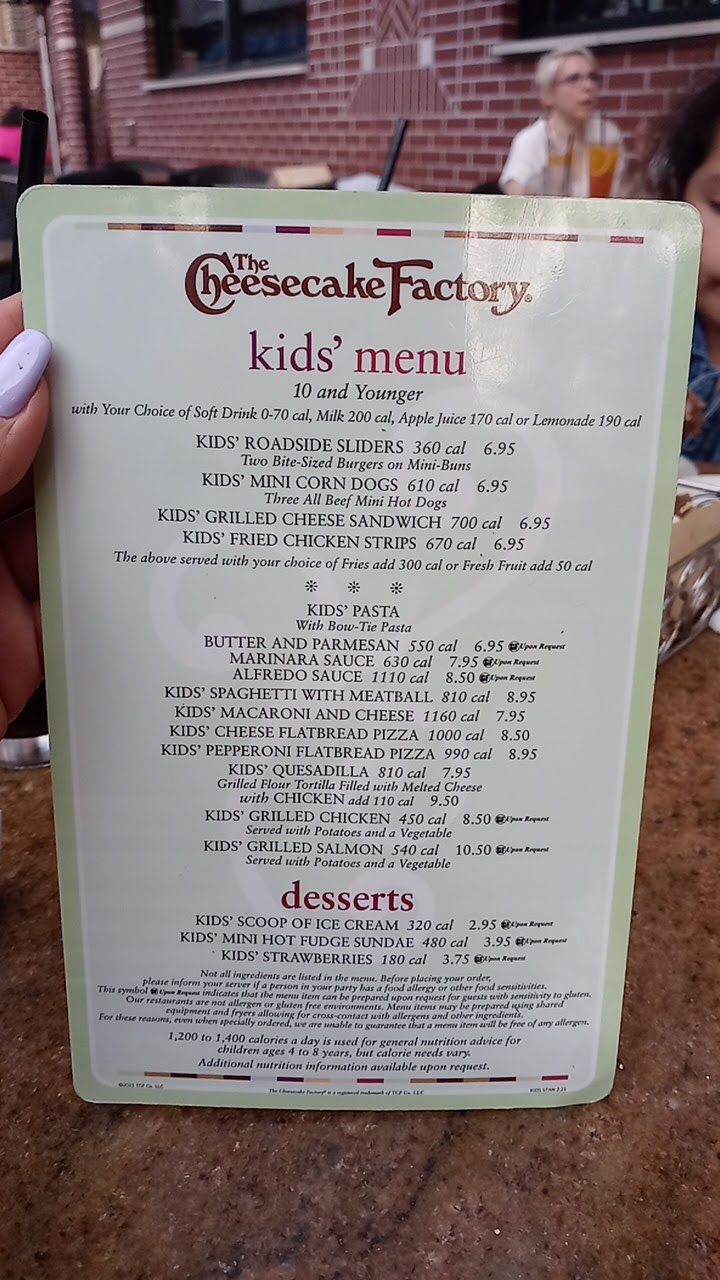 The
Cheesecake Factory®
kids' menu
10 and Younger
with Your Choice of Soft Drink 0-70 cal, Milk 200 cal, Apple Juice 170 cal or Lemonade 190 cal
KIDS' ROADSIDE SLIDERS 360 cal 6.95
Two Bite-Sized Burgers on Mini-Buns
KIDS' MINI CORN DOGS 610 cal 6.95
Three All Beef Mini Hot Dogs
KIDS' GRILLED CHEESE SANDWICH 700 cal 6.95
KIDS' FRIED CHICKEN STRIPS 670 cal 6.95
The above served with your choice of Fries add 300 cal or Fresh Fruit add 50 cal
KIDS' PASTA
With Bow-Tie Pasta
BUTTER AND PARMESAN 550 cal 6.95 Upon Request
MARINARA SAUCE 630 cal 7.95 Upon Request
ALFREDO SAUCE 1110 cal 8.50 Upon Request
KIDS' SPAGHETTI WITH MEATBALL 810 cal 8.95
KIDS' MACARONI AND CHEESE 1160 cal 7.95
KIDS' CHEESE FLATBREAD PIZZA 1000 cal 8.50
KIDS' PEPPERONI FLATBREAD PIZZA 990 cal 8.95
KIDS' QUESADILLA 810 cal 7.95
Grilled Flour Tortilla Filled with Melted Cheese
with CHICKEN add 110 cal 9.50
KIDS' GRILLED CHICKEN 450 cal 8.50 Upon Request
Served with Potatoes and a Vegetable
KIDS' GRILLED SALMON 540 cal 10.50 Upon Request
Served with Potatoes and a Vegetable
desserts
KIDS' SCOOP OF ICE CREAM 320 cal 2.95 Upon Request
KIDS' MINI HOT FUDGE SUNDAE 480 cal 3.95 Upon Request
KIDS' STRAWBERRIES 180 cal 3.75 Upon Request
Not all ingredients are listed in the menu. Before placing your order,
please inform your server if a person in your party has a food allergy or other food sensitivities.
This symbol Upon Request indicates that the menu item can be prepared upon request for guests with sensitivity to gluten.
Our restaurants are not allergen or gluten free environments. Menu items may be prepared using shared
equipment and fryers allowing for cross-contact with allergens and other ingredients.
For these reasons, even when specially ordered, we are unable to guarantee that a menu item will be free of any allergen.
1,200 to 1,400 calories a day is used for general nutrition advice for
children ages 4 to 8 years, but calorie needs vary.
Additional nutrition information available upon request.
©2021 TCF Co. LLC
The Cheesecake Factory® is a registered trademark of TCF Co. LLC
KIDS STAN 2.21